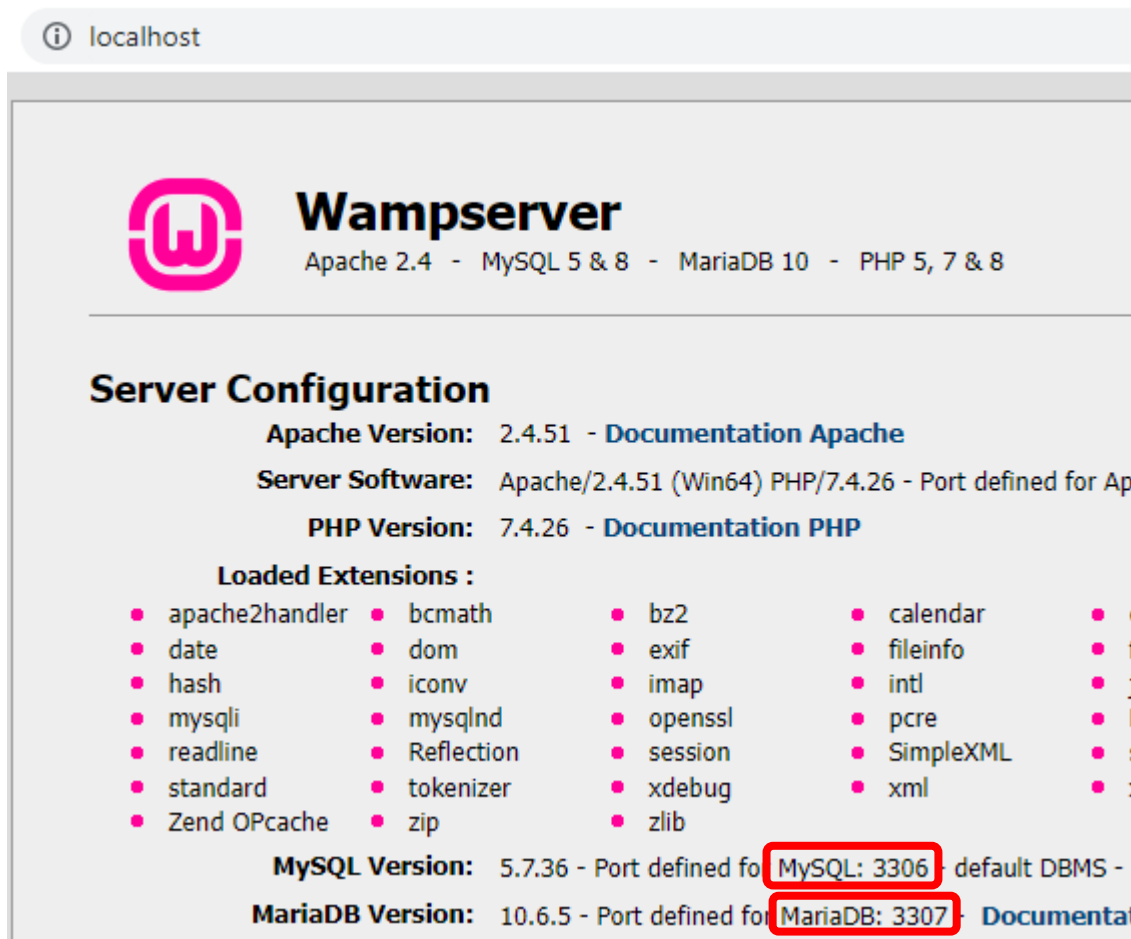 localhost
Wampserver
Apache 2.4 - MySQL 5 & 8 - MariaDB 10 - PHP 5, 7 & 8
Server Configuration
Apache Version: 2.4.51 - Documentation Apache
Server Software: Apache/2.4.51 (Win64) PHP/7.4.26 - Port defined for
PHP Version: 7.4.26 - Documentation PHP
Loaded Extensions :
apache2handler bcmath bz2 calendar
date dom exif fileinfo
hash iconv imap intl
mysqli mysqlnd openssl pcre
readline Reflection session SimpleXML
standard tokenizer xdebug xml
Zend OPcache zip zlib
MySQL Version: 5.7.36 - Port defined for MySQL: 3306 - default DBMS -
MariaDB Version: 10.6.5 - Port defined for MariaDB: 3307 -